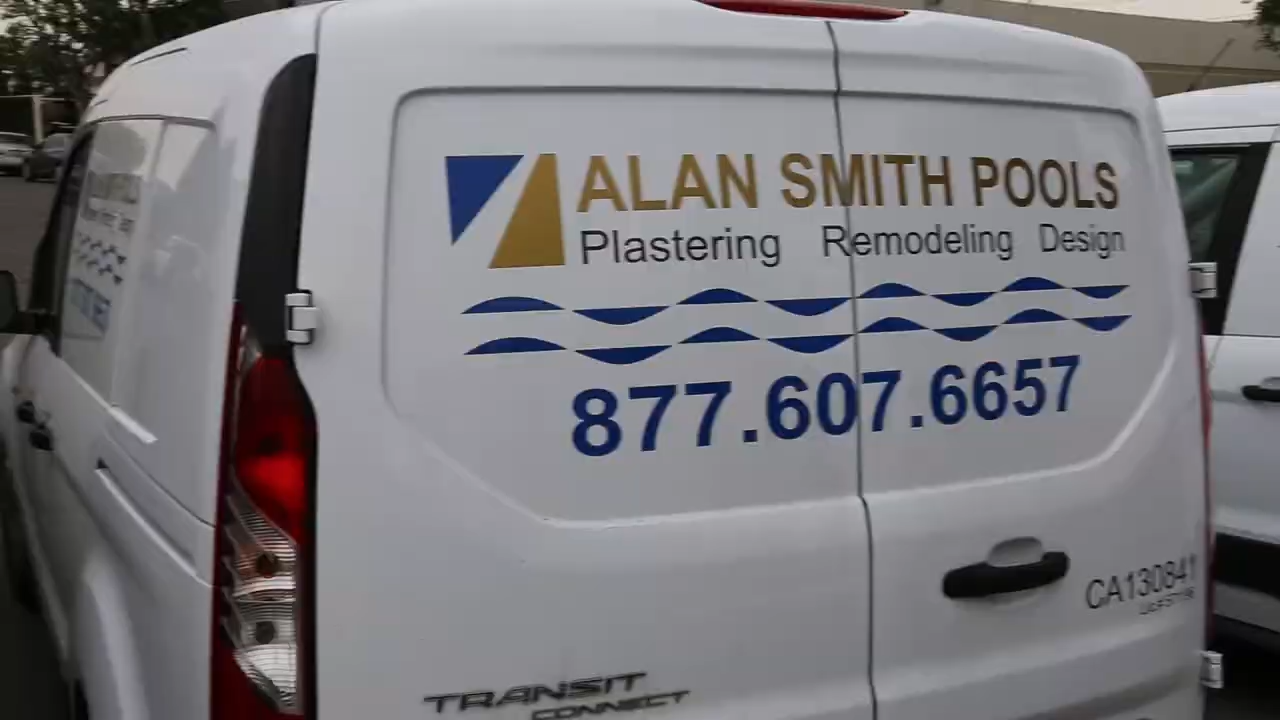 ALAN SMITH POOLS
Plastering Remodeling Design
877.607.6657
CA130841
TRANSIT
CONNECT